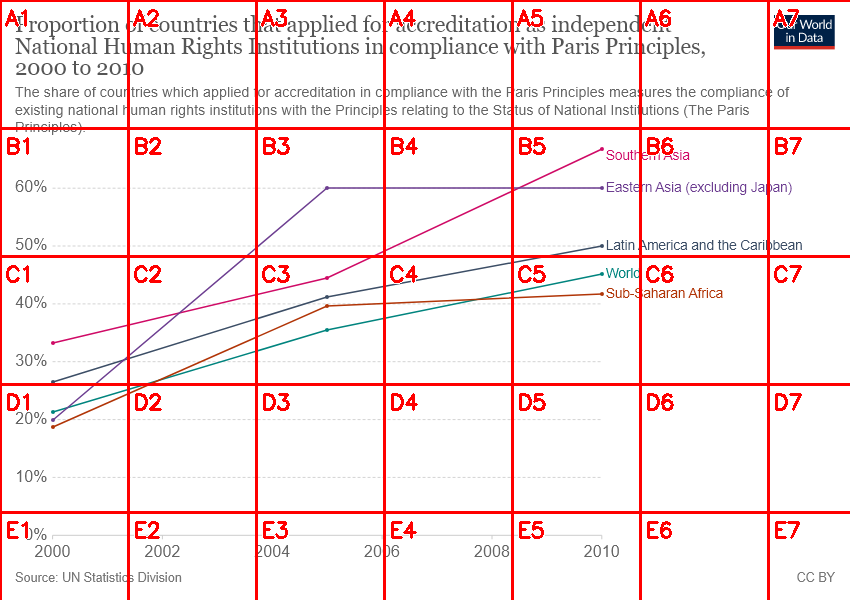 Proportion of countries that applied for accreditation as independent
National Human Rights Institutions in compliance with Paris Principles,
2000 to 2010
Our World
in Data
The share of countries which applied for accreditation in compliance with the Paris Principles measures the compliance of
existing national human rights institutions with the Principles relating to the Status of National Institutions (The Paris
Principles).
A1 A2 A3 A4 A5 A6 A7
B1 B2 B3 B4 B5 B6 B7
Southern Asia
60%
Eastern Asia (excluding Japan)
50%
Latin America and the Caribbean
C1 C2 C3 C4 C5 C6 C7
World
40%
Sub-Saharan Africa
30%
D1 D2 D3 D4 D5 D6 D7
20%
10%
E1 E2 E3 E4 E5 E6 E7
0%
2000 2002 2004 2006 2008 2010
Source: UN Statistics Division
CC BY